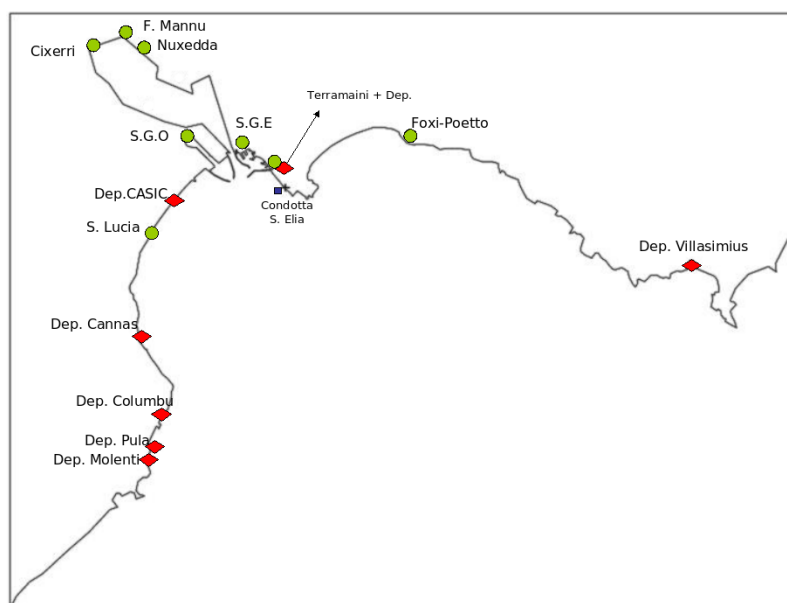 F. Mannu
Cixerri
Nuxedda
Terramaini + Dep.
S.G.E
Foxi-Poetto
S.G.O
Dep.CASIC
Condotta
S. Elia
S. Lucia
Dep. Villasimius
Dep. Cannas
Dep. Columbu
Dep. Pula
Dep. Molenti